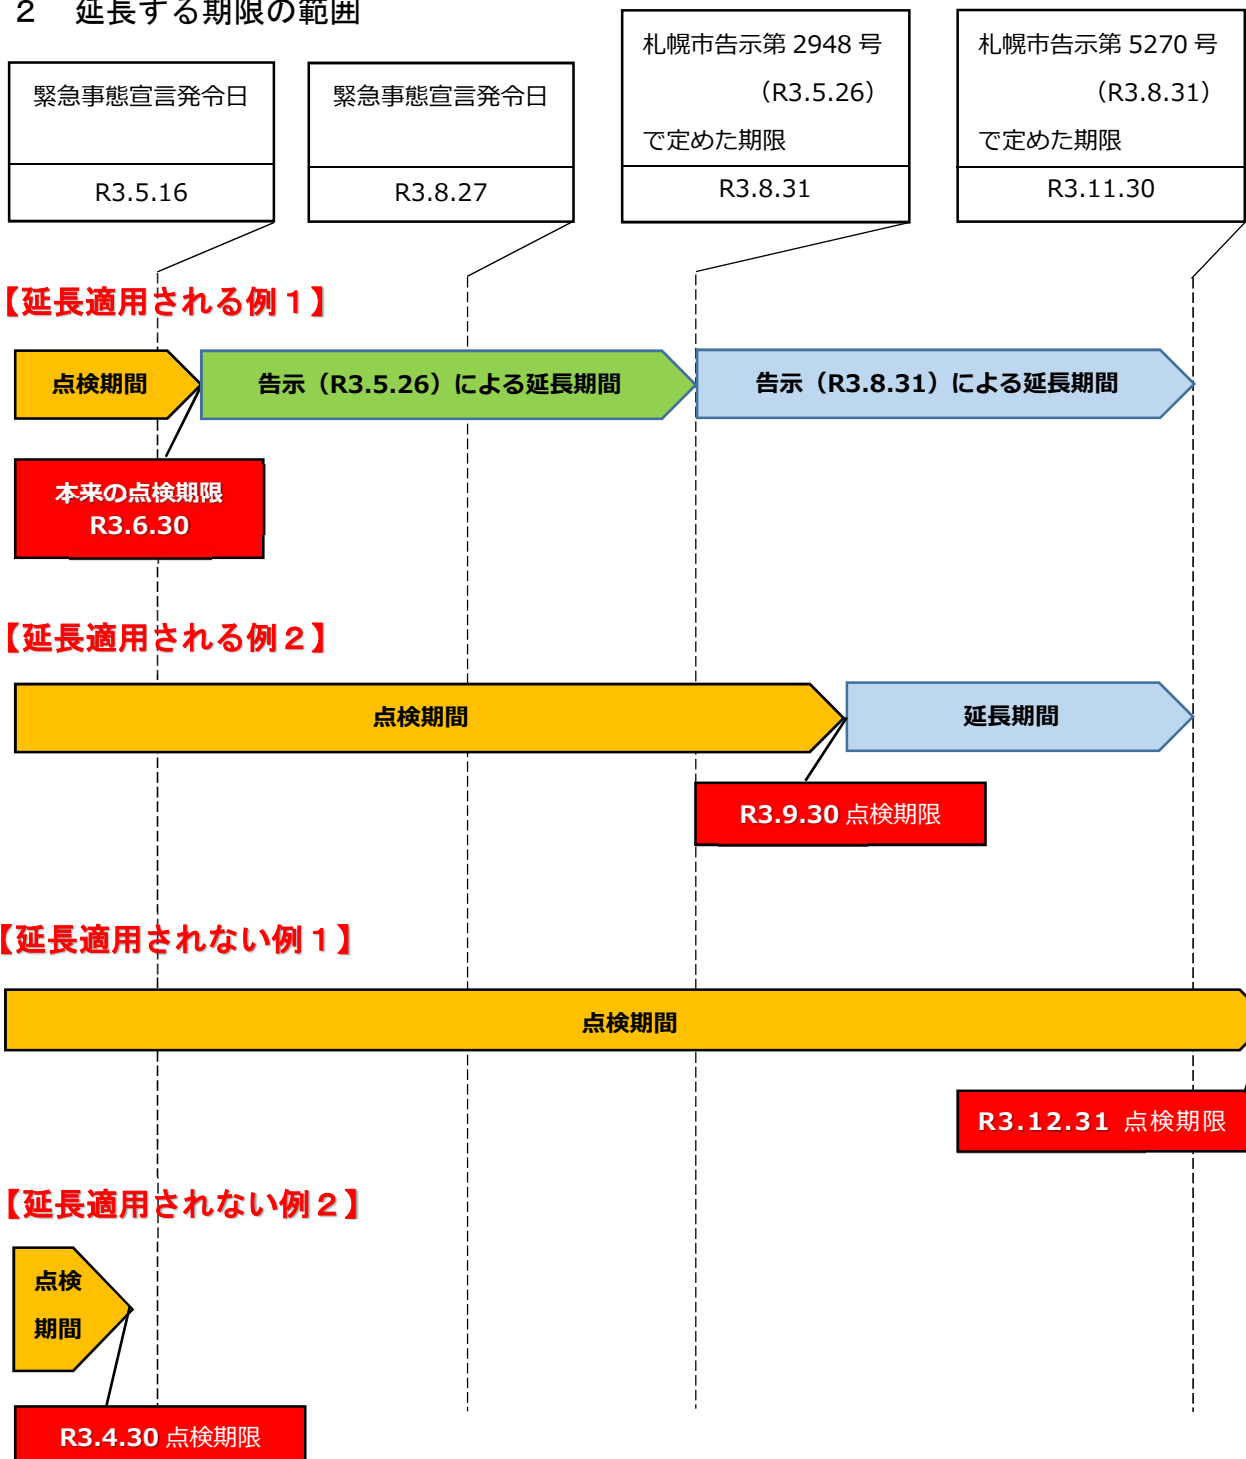 ２　延長する期限の範囲
緊急事態宣言発令日
R3.5.16
緊急事態宣言発令日
R3.8.27
札幌市告示第 2948 号
（R3.5.26）
で定めた期限
R3.8.31
札幌市告示第 5270 号
（R3.8.31）
で定めた期限
R3.11.30
【延長適用される例１】
点検期間
告示（R3.5.26）による延長期間
告示（R3.8.31）による延長期間
本来の点検期限
R3.6.30
【延長適用される例２】
点検期間
延長期間
R3.9.30 点検期限
【延長適用されない例１】
点検期間
R3.12.31 点検期限
【延長適用されない例２】
点検
期間
R3.4.30 点検期限